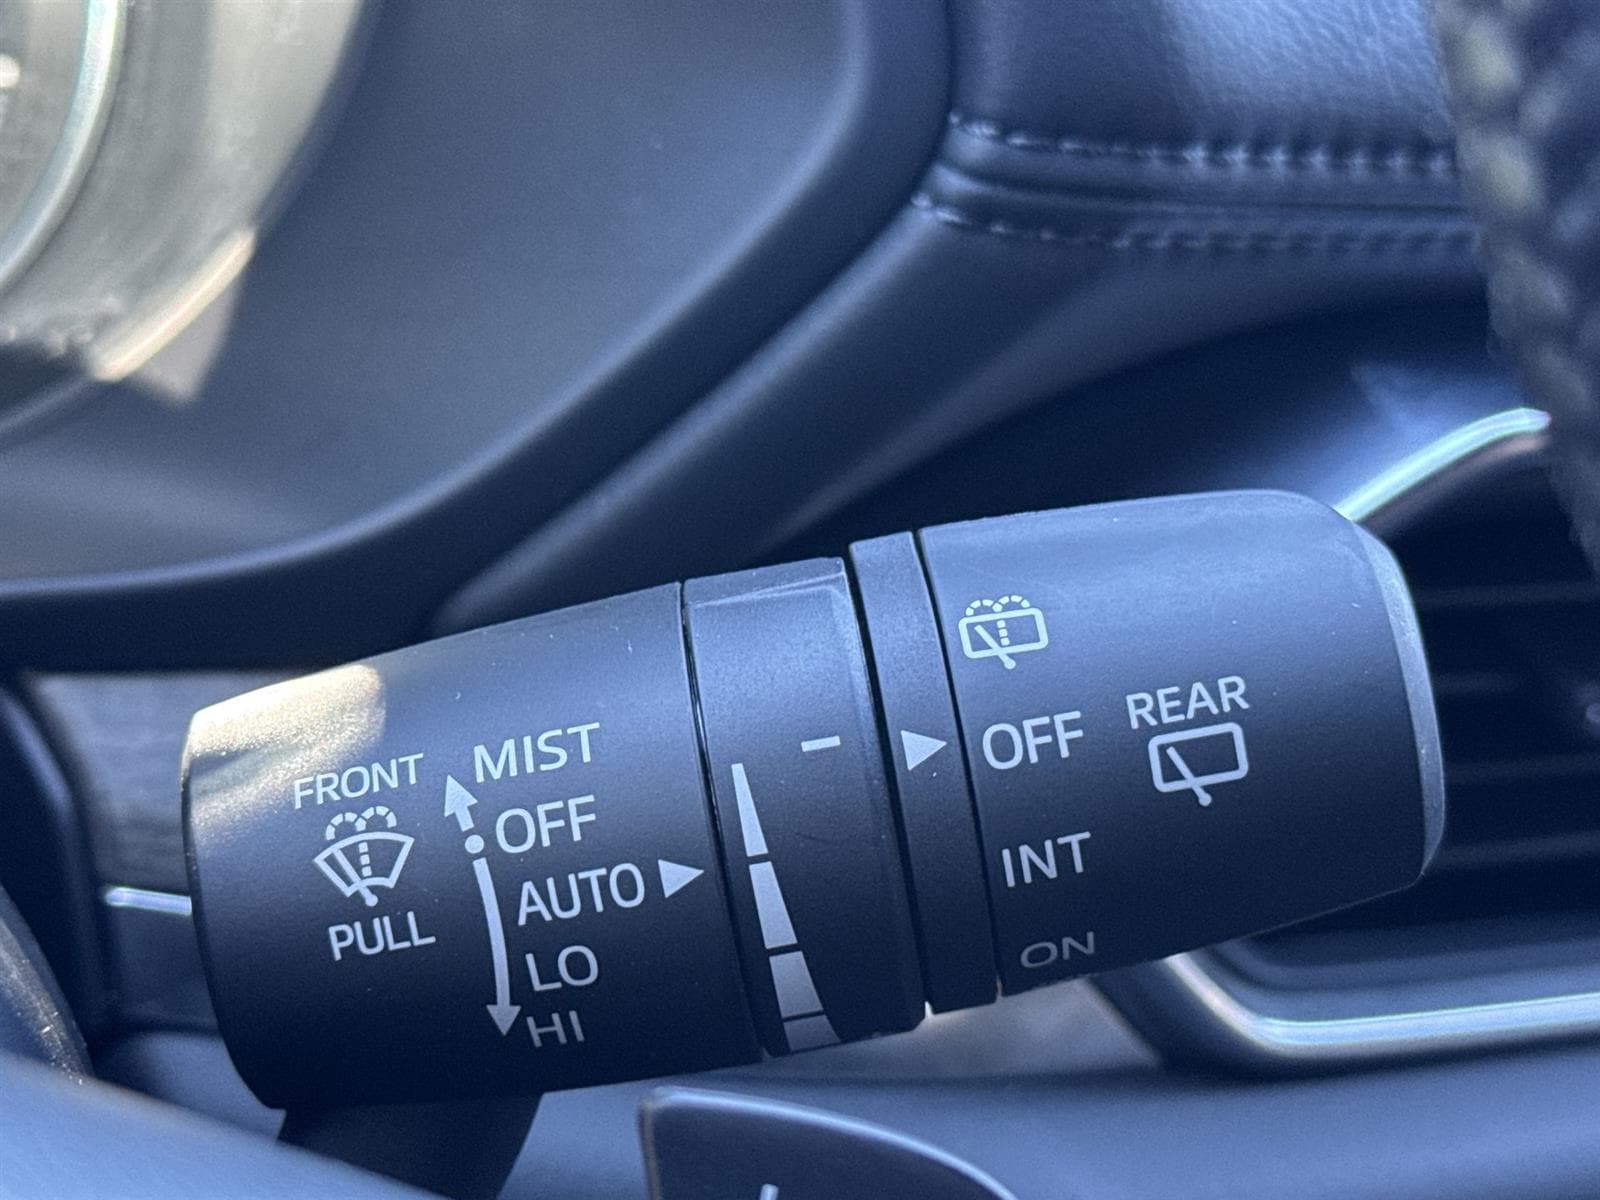 FRONT
PULL
MIST
OFF
AUTO
LO
HI
OFF
INT
ON
REAR